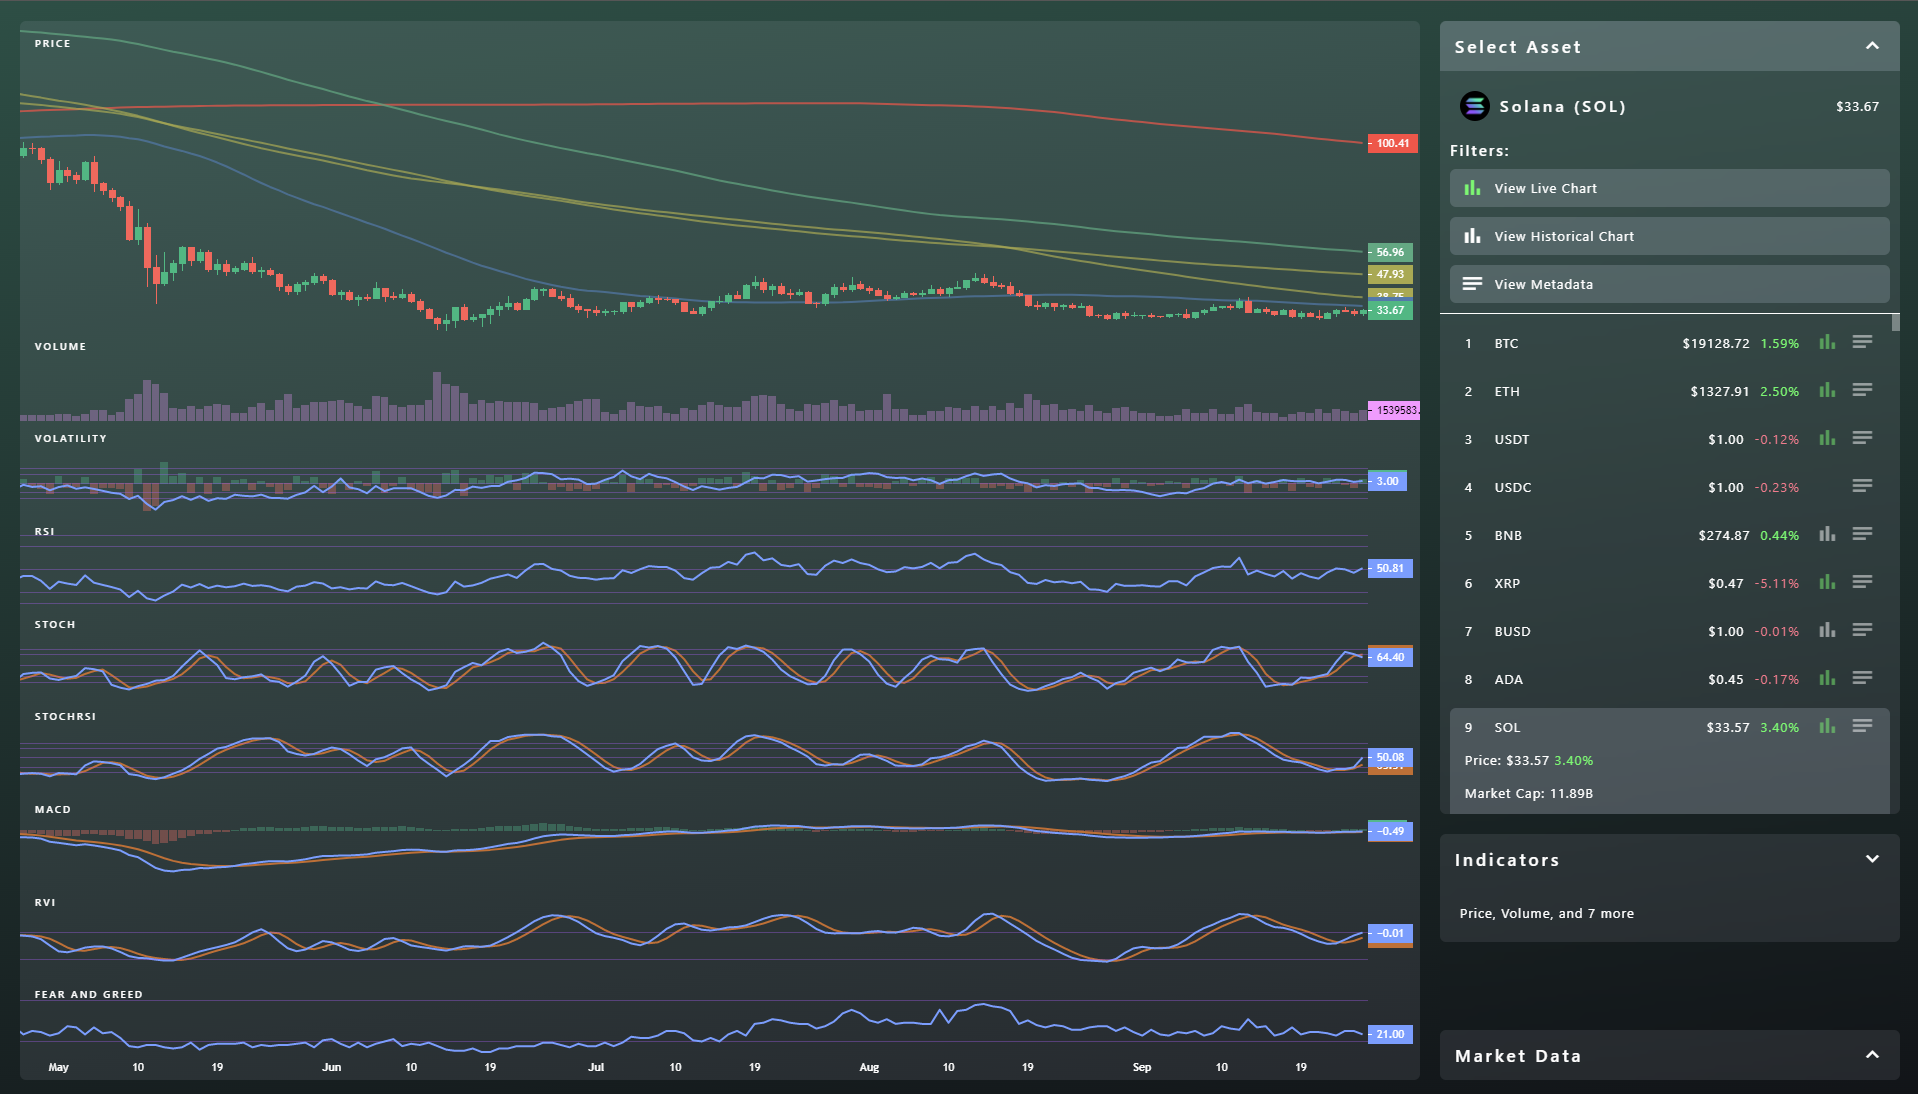 PRICE
100.41
56.96
47.93
33.67
VOLUME
1539583.
VOLATILITY
3.00
RSI
50.81
STOCH
64.40
STOCHRSI
50.08
MACD
−0.49
RVI
−0.01
FEAR AND GREED
21.00
May 10 19 Jun 10 19 Jul 10 19 Aug 10 19 Sep 10 19
Select Asset
Solana (SOL) $33.67
Filters:
View Live Chart
View Historical Chart
View Metadata
1 BTC $19128.72 1.59%
2 ETH $1327.91 2.50%
3 USDT $1.00 -0.12%
4 USDC $1.00 -0.23%
5 BNB $274.87 0.44%
6 XRP $0.47 -5.11%
7 BUSD $1.00 -0.01%
8 ADA $0.45 -0.17%
9 SOL $33.57 3.40%
Price: $33.57 3.40%
Market Cap: 11.89B
Indicators
Price, Volume, and 7 more
Market Data